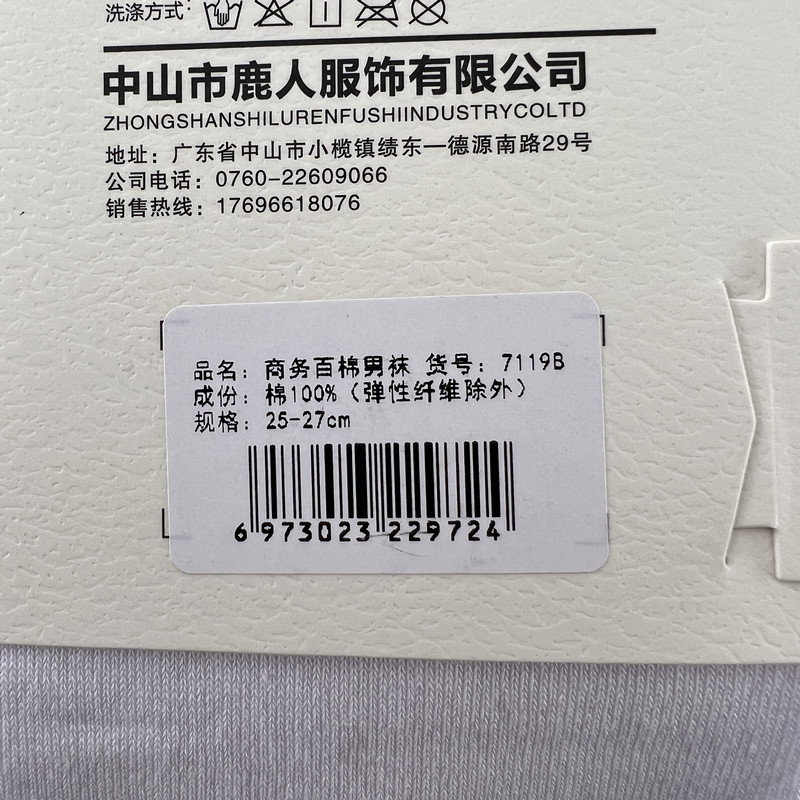 洗涤方式:
中山市鹿人服饰有限公司
ZHONGSHANSHILURENFUSHIINDUSTRYCOLTD
地址：广东省中山市小榄镇绩东一德源南路29号
公司电话：0760-22609066
销售热线：17696618076
品名：商务百棉男袜 货号：7119B
成份：棉100%（弹性纤维除外）
规格：25-27cm
6 973023 229724